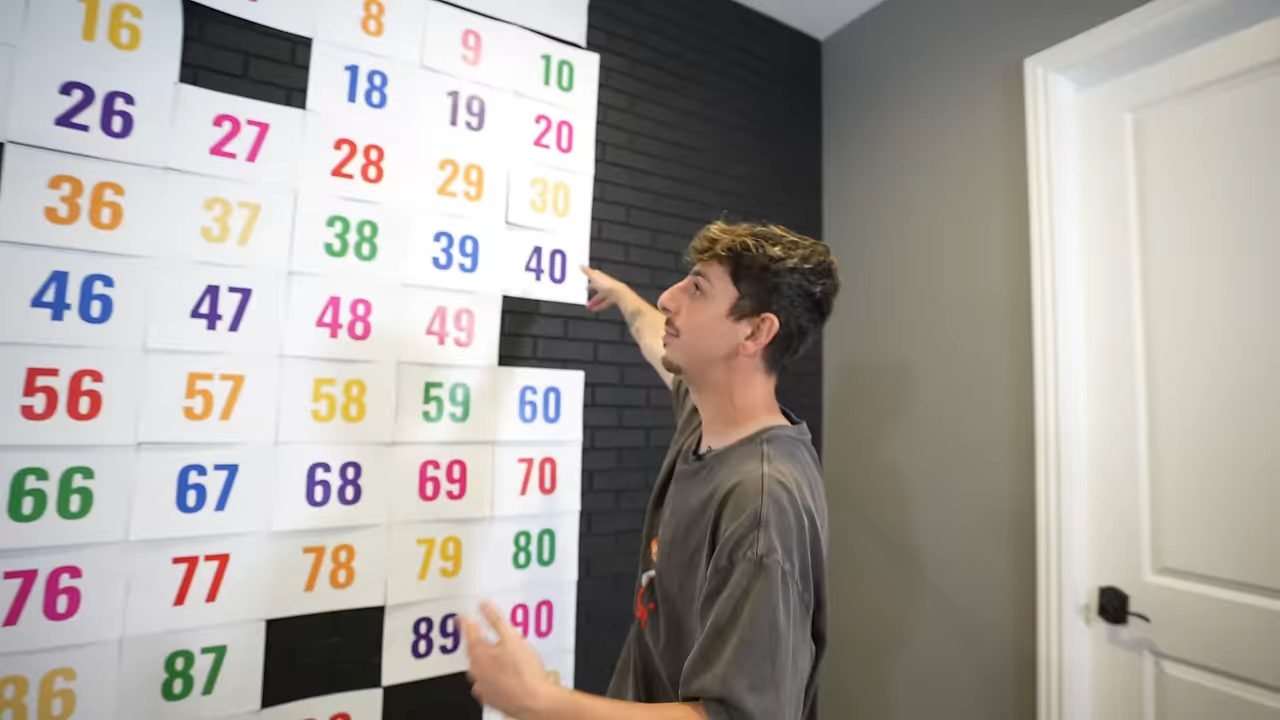 8 9 10
16 18 19 20
26 27 28 29 30
36 37 38 39 40
46 47 48 49
56 57 58 59 60
66 67 68 69 70
76 77 78 79 80
86 87 89 90